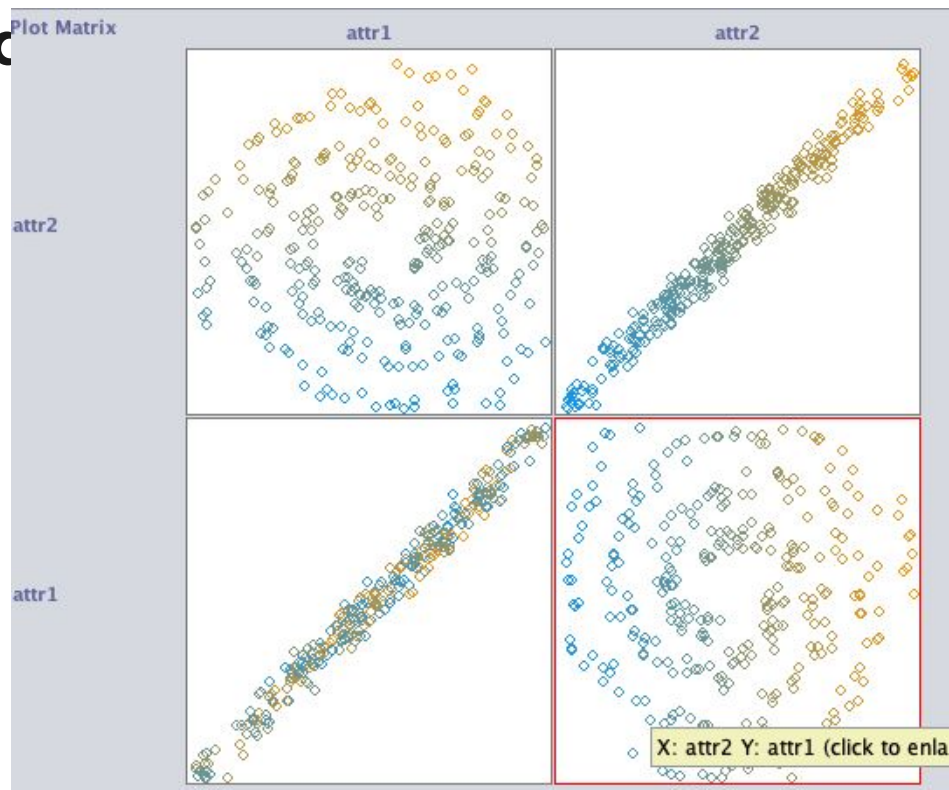 Plot Matrix
attr1 attr2
attr2
attr1
X: attr2 Y: attr1 (click to enla